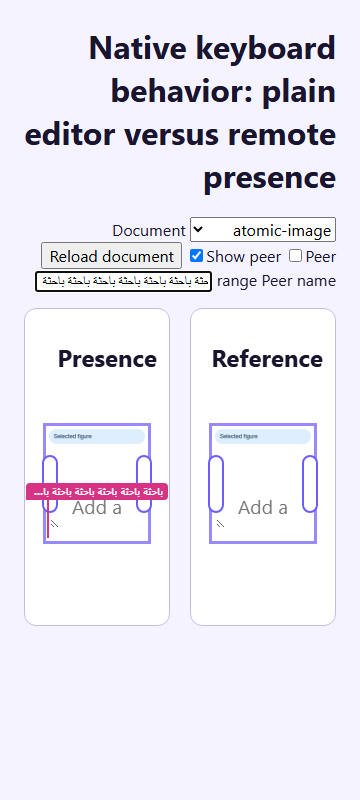 Native keyboard
behavior: plain
editor versus remote
presence
Document atomic-image
Reload document Show peer Peer
باحثة باحثة باحثة باحثة باحثة range Peer name
Presence
Selected figure
باحثة باحثة باحثة باحثة با...
Add a
Reference
Selected figure
Add a